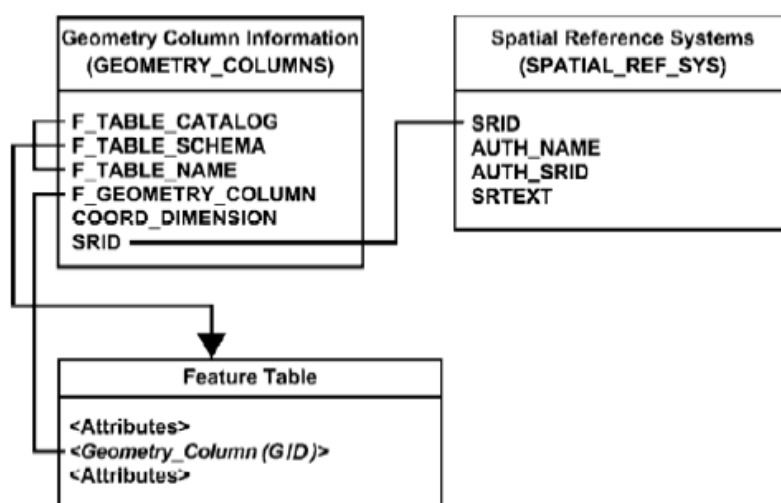 Geometry Column Information
(GEOMETRY_COLUMNS)
F_TABLE_CATALOG
F_TABLE_SCHEMA
F_TABLE_NAME
F_GEOMETRY_COLUMN
COORD_DIMENSION
SRID
Spatial Reference Systems
(SPATIAL_REF_SYS)
SRID
AUTH_NAME
AUTH_SRID
SRTEXT
Feature Table
<Attributes>
<Geometry_Column (GID)>
<Attributes>